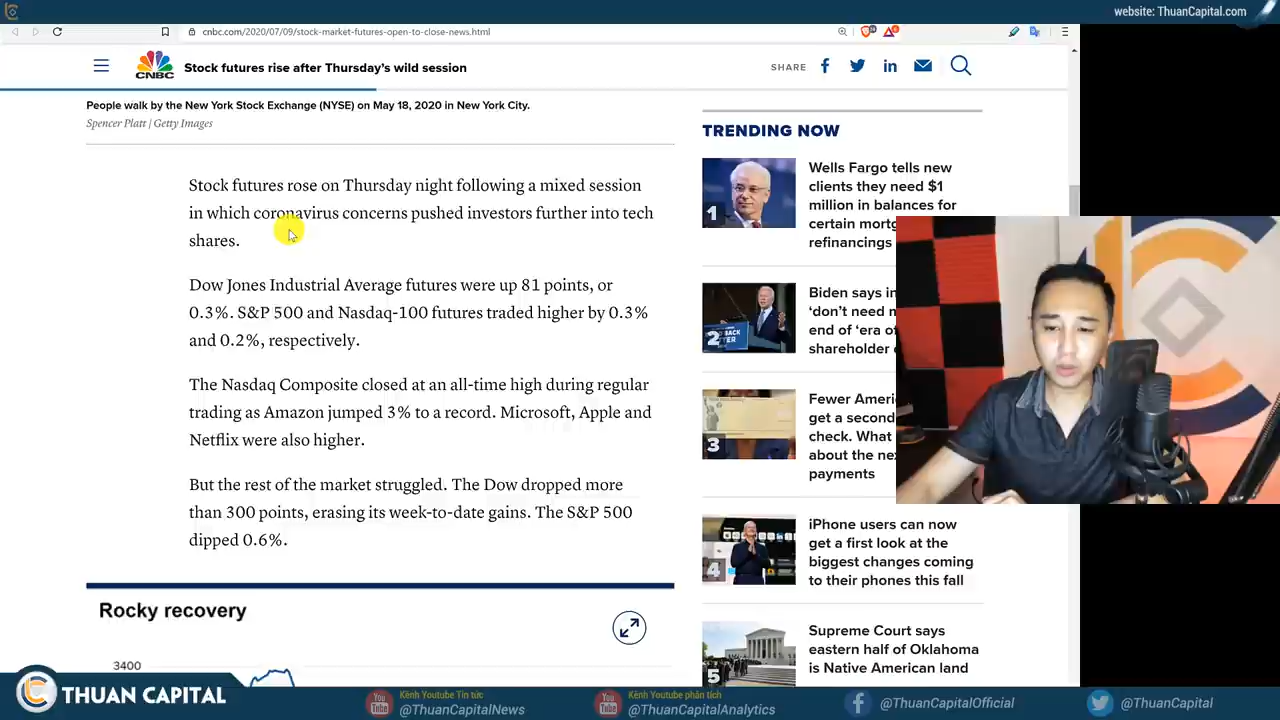 website: ThuanCapital.com
cnbc.com/2020/07/09/stock-market-futures-open-to-close-news.html
CNBC
Stock futures rise after Thursday's wild session
SHARE
People walk by the New York Stock Exchange (NYSE) on May 18, 2020 in New York City.
Spencer Platt | Getty Images
Stock futures rose on Thursday night following a mixed session
in which coronavirus concerns pushed investors further into tech
shares.
Dow Jones Industrial Average futures were up 81 points, or
0.3%. S&P 500 and Nasdaq-100 futures traded higher by 0.3%
and 0.2%, respectively.
The Nasdaq Composite closed at an all-time high during regular
trading as Amazon jumped 3% to a record. Microsoft, Apple and
Netflix were also higher.
But the rest of the market struggled. The Dow dropped more
than 300 points, erasing its week-to-date gains. The S&P 500
dipped 0.6%.
Rocky recovery
3400
TRENDING NOW
1
Wells Fargo tells new
clients they need $1
million in balances for
certain
refinancings
2
Biden says
'don't need
end of 'era of
shareholder
3
Fewer
get a second
check. What
about the
payments
4
iPhone users can now
get a first look at the
biggest changes coming
to their phones this fall
5
Supreme Court says
eastern half of Oklahoma
is Native American land
THUAN CAPITAL
You Tube
Kênh Youtube Tin tức
@ThuanCapitalNews
You Tube
Kênh Youtube phân tích
@ThuanCapitalAnalytics
@ThuanCapitalOfficial
@ThuanCapital